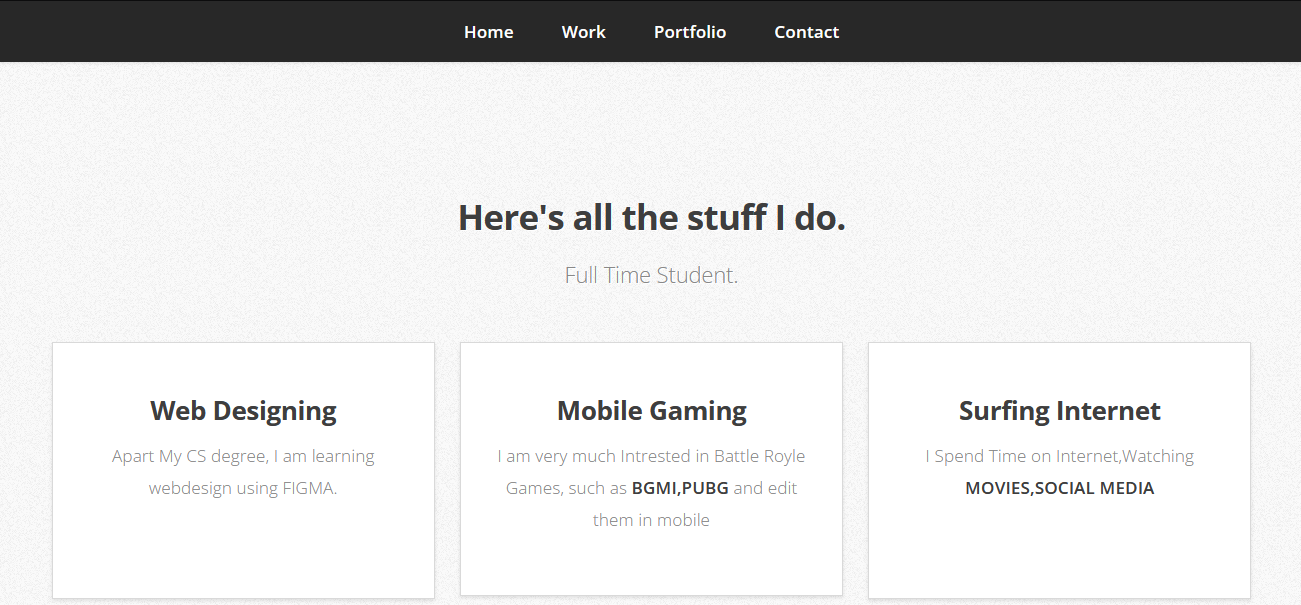 Home Work Portfolio Contact
Here's all the stuff I do.
Full Time Student.
Web Designing
Apart My CS degree, I am learning
webdesign using FIGMA.
Mobile Gaming
I am very much Intrested in Battle Royle
Games, such as BGMI,PUBG and edit
them in mobile
Surfing Internet
I Spend Time on Internet,Watching
MOVIES,SOCIAL MEDIA